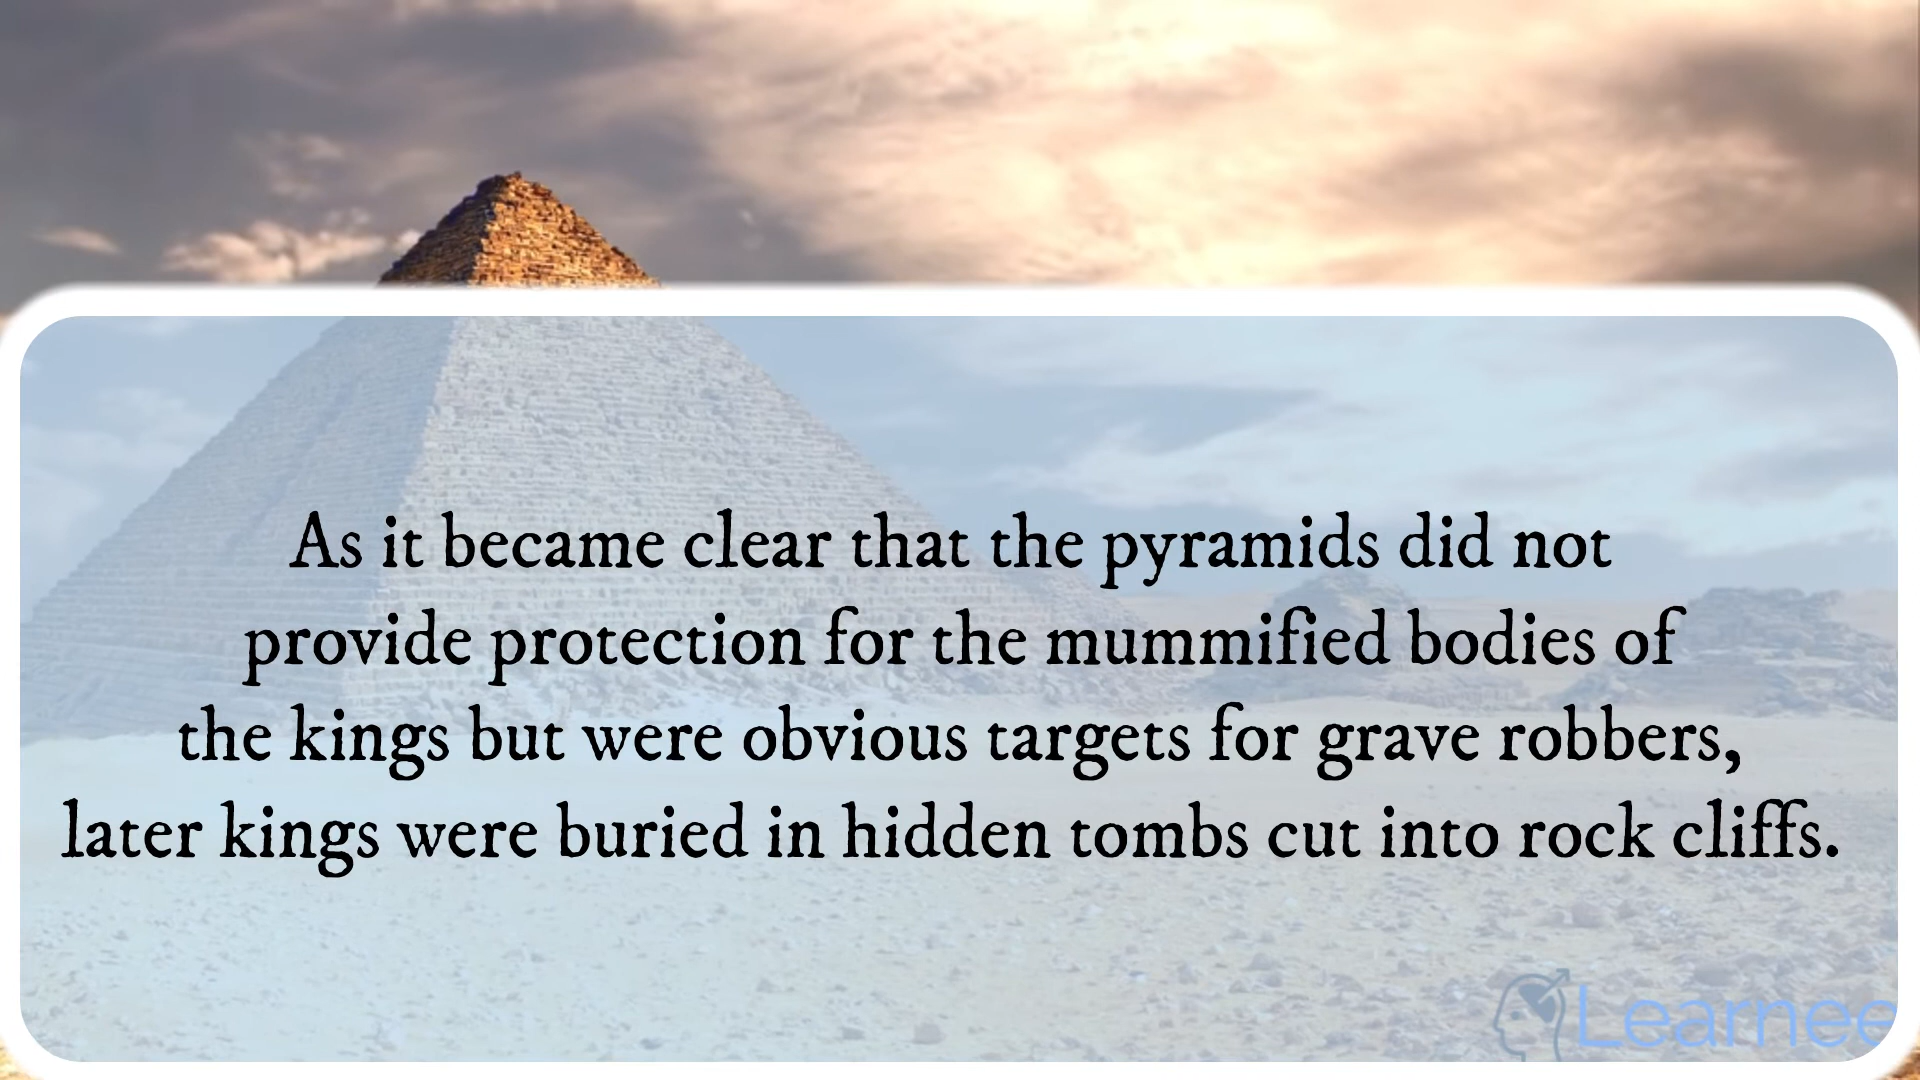 As it became clear that the pyramids did not
provide protection for the mummified bodies of
the kings but were obvious targets for grave robbers,
later kings were buried in hidden tombs cut into rock cliffs.
Learnee